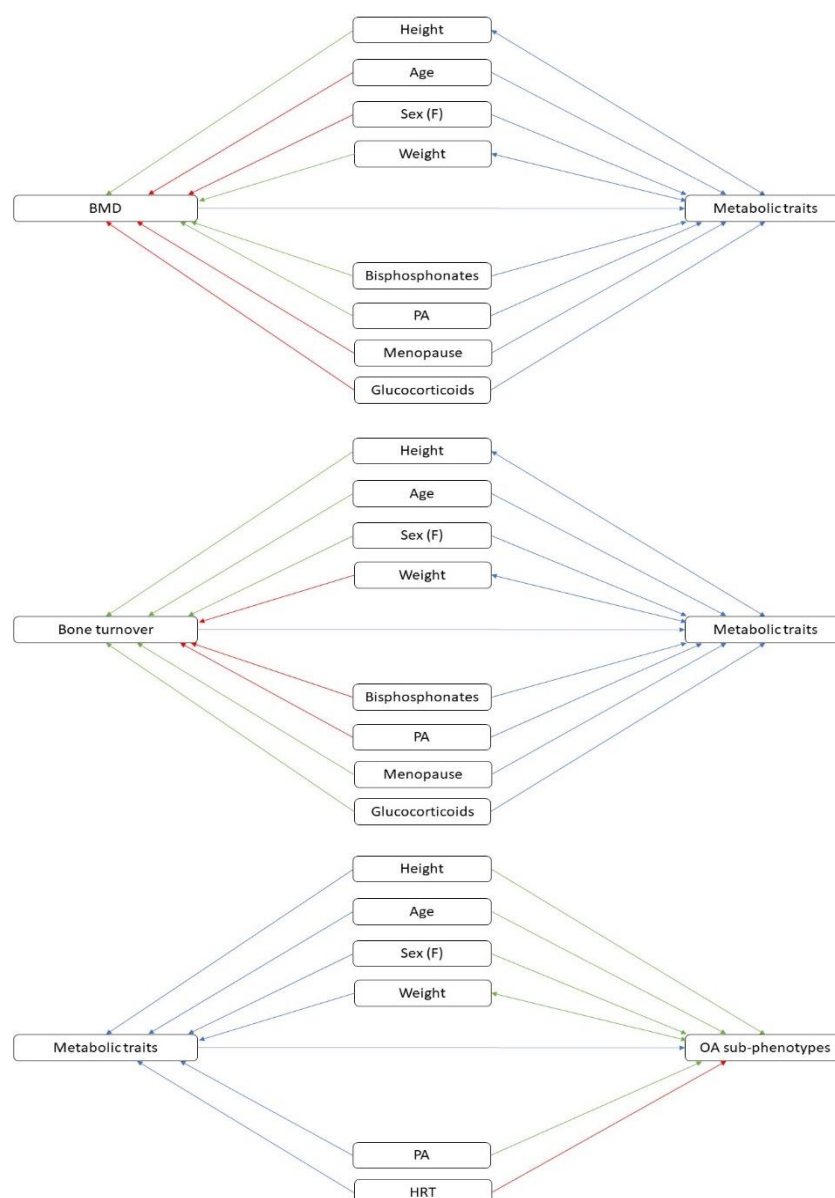 Height
Age
Sex (F)
Weight
BMD
Metabolic traits
Bisphosphonates
PA
Menopause
Glucocorticoids
Height
Age
Sex (F)
Weight
Bone turnover
Metabolic traits
Bisphosphonates
PA
Menopause
Glucocorticoids
Height
Age
Sex (F)
Weight
Metabolic traits
OA sub-phenotypes
PA
HRT